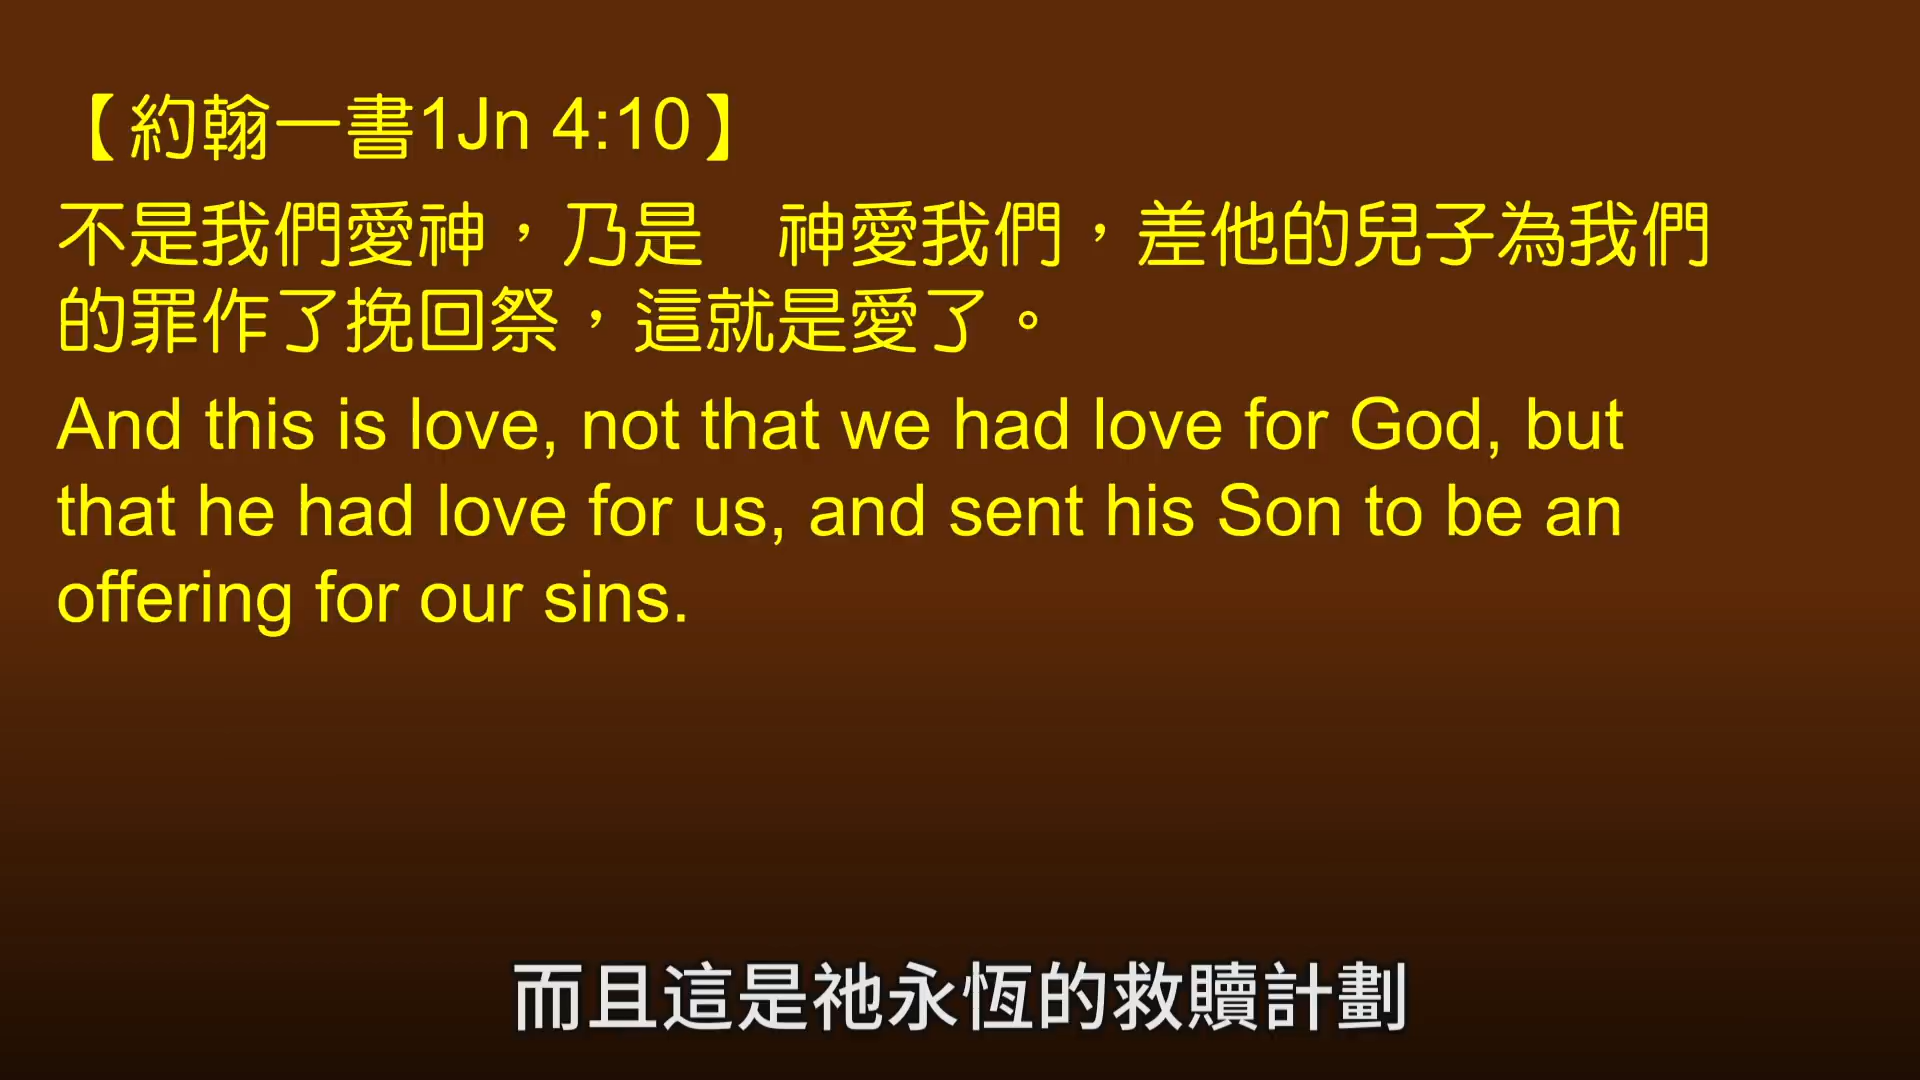 【約翰一書1Jn 4:10】
不是我們愛神，乃是　神愛我們，差他的兒子為我們
的罪作了挽回祭，這就是愛了。
And this is love, not that we had love for God, but
that he had love for us, and sent his Son to be an
offering for our sins.
而且這是祂永恆的救贖計劃